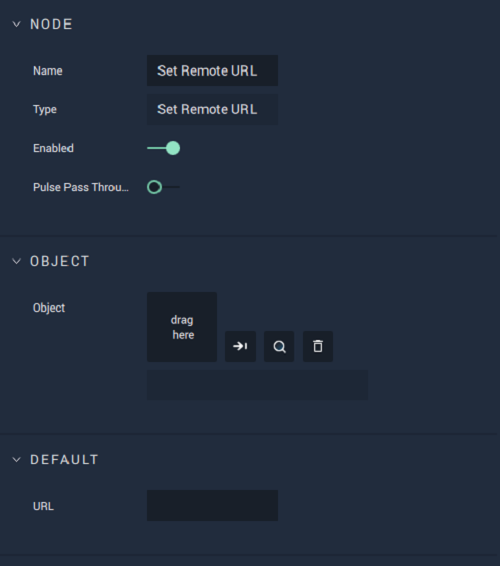 NODE
Name Set Remote URL
Type Set Remote URL
Enabled
Pulse Pass Throu...
OBJECT
Object
drag
here
DEFAULT
URL